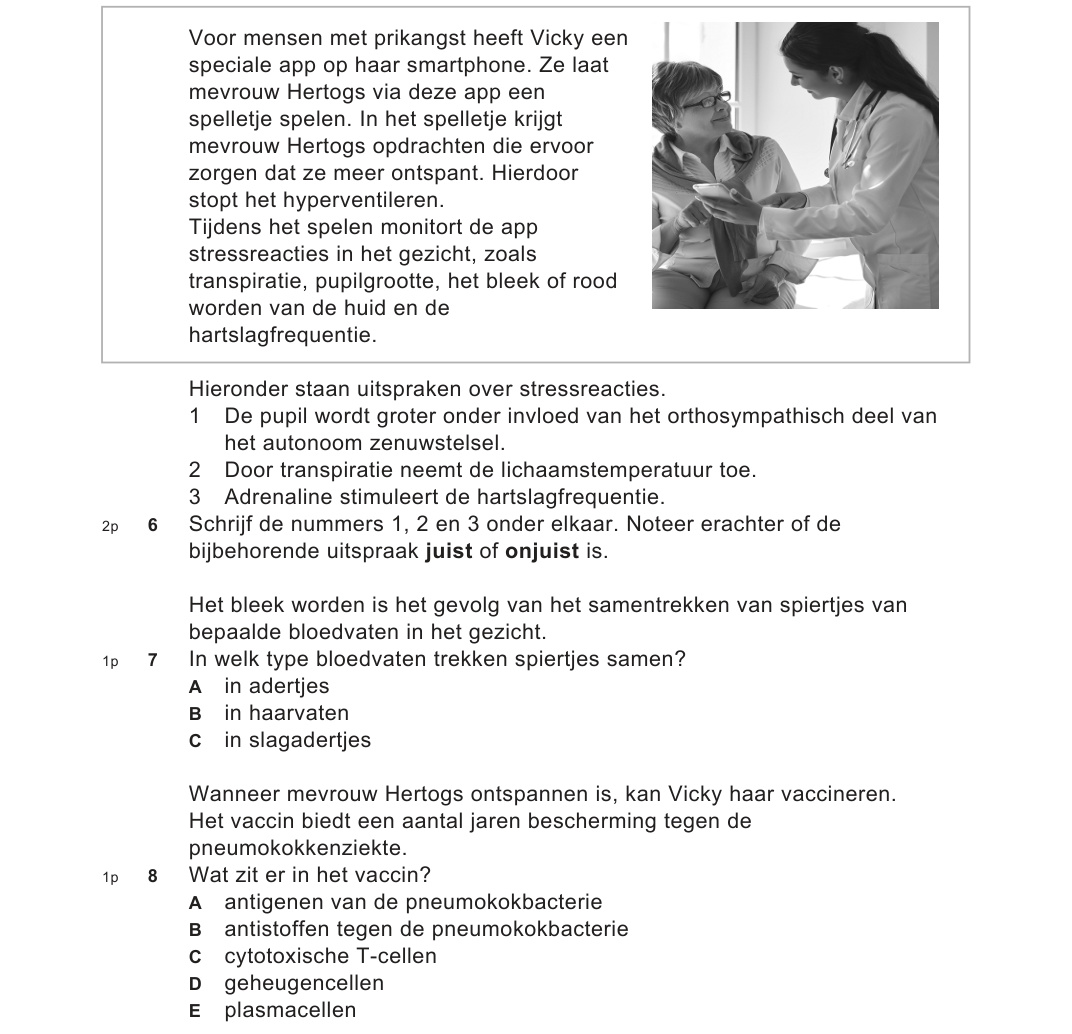 Voor mensen met prikangst heeft Vicky een
speciale app op haar smartphone. Ze laat
mevrouw Hertogs via deze app een
spelletje spelen. In het spelletje krijgt
mevrouw Hertogs opdrachten die ervoor
zorgen dat ze meer ontspant. Hierdoor
stopt het hyperventileren.
Tijdens het spelen monitort de app
stressreacties in het gezicht, zoals
transpiratie, pupilgrootte, het bleek of rood
worden van de huid en de
hartslagfrequentie.
Hieronder staan uitspraken over stressreacties.
1 De pupil wordt groter onder invloed van het orthosympathisch deel van
het autonoom zenuwstelsel.
2 Door transpiratie neemt de lichaamstemperatuur toe.
3 Adrenaline stimuleert de hartslagfrequentie.
2p 6 Schrijf de nummers 1, 2 en 3 onder elkaar. Noteer erachter of de
bijbehorende uitspraak juist of onjuist is.
Het bleek worden is het gevolg van het samentrekken van spiertjes van
bepaalde bloedvaten in het gezicht.
1p 7 In welk type bloedvaten trekken spiertjes samen?
A in adertjes
B in haarvaten
C in slagadertjes
Wanneer mevrouw Hertogs ontspannen is, kan Vicky haar vaccineren.
Het vaccin biedt een aantal jaren bescherming tegen de
pneumokokkenziekte.
1p 8 Wat zit er in het vaccin?
A antigenen van de pneumokokbacterie
B antistoffen tegen de pneumokokbacterie
C cytotoxische T-cellen
D geheugencellen
E plasmacellen